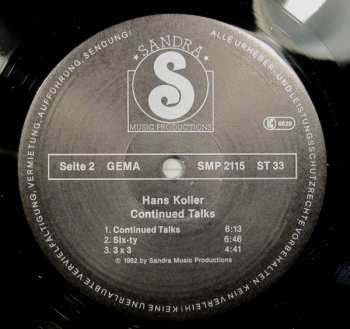 ALLE URHEBER- UND LEISTUNGSSCHUTZRECHTE VORBEHALTEN. KEIN VERLEIH! KEINE UNERLAUBTE VERVIELFÄLTIGUNG, VERMIETUNG, AUFFÜHRUNG, SENDUNG!
SANDRA
S
MUSIC PRODUCTIONS
LC 6629
Seite 2 GEMA SMP 2115 ST 33
Hans Koller
Continued Talks
1. Continued Talks 6:13
2. Six-ty 6:46
3. 3 x 3 4:41
© 1982 by Sandra Music Productions